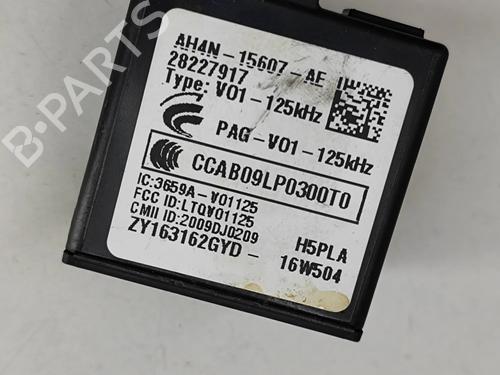 AH4N-15607-AE
28227917
Type: V01-125kHz
PAG-V01-125kHz
CCAB09LP0300T0
IC:3659A-V01125
FCC ID:LTQV01125
CMII ID:2009DJ0209
ZY163162GYD-
H5PLA
16W504